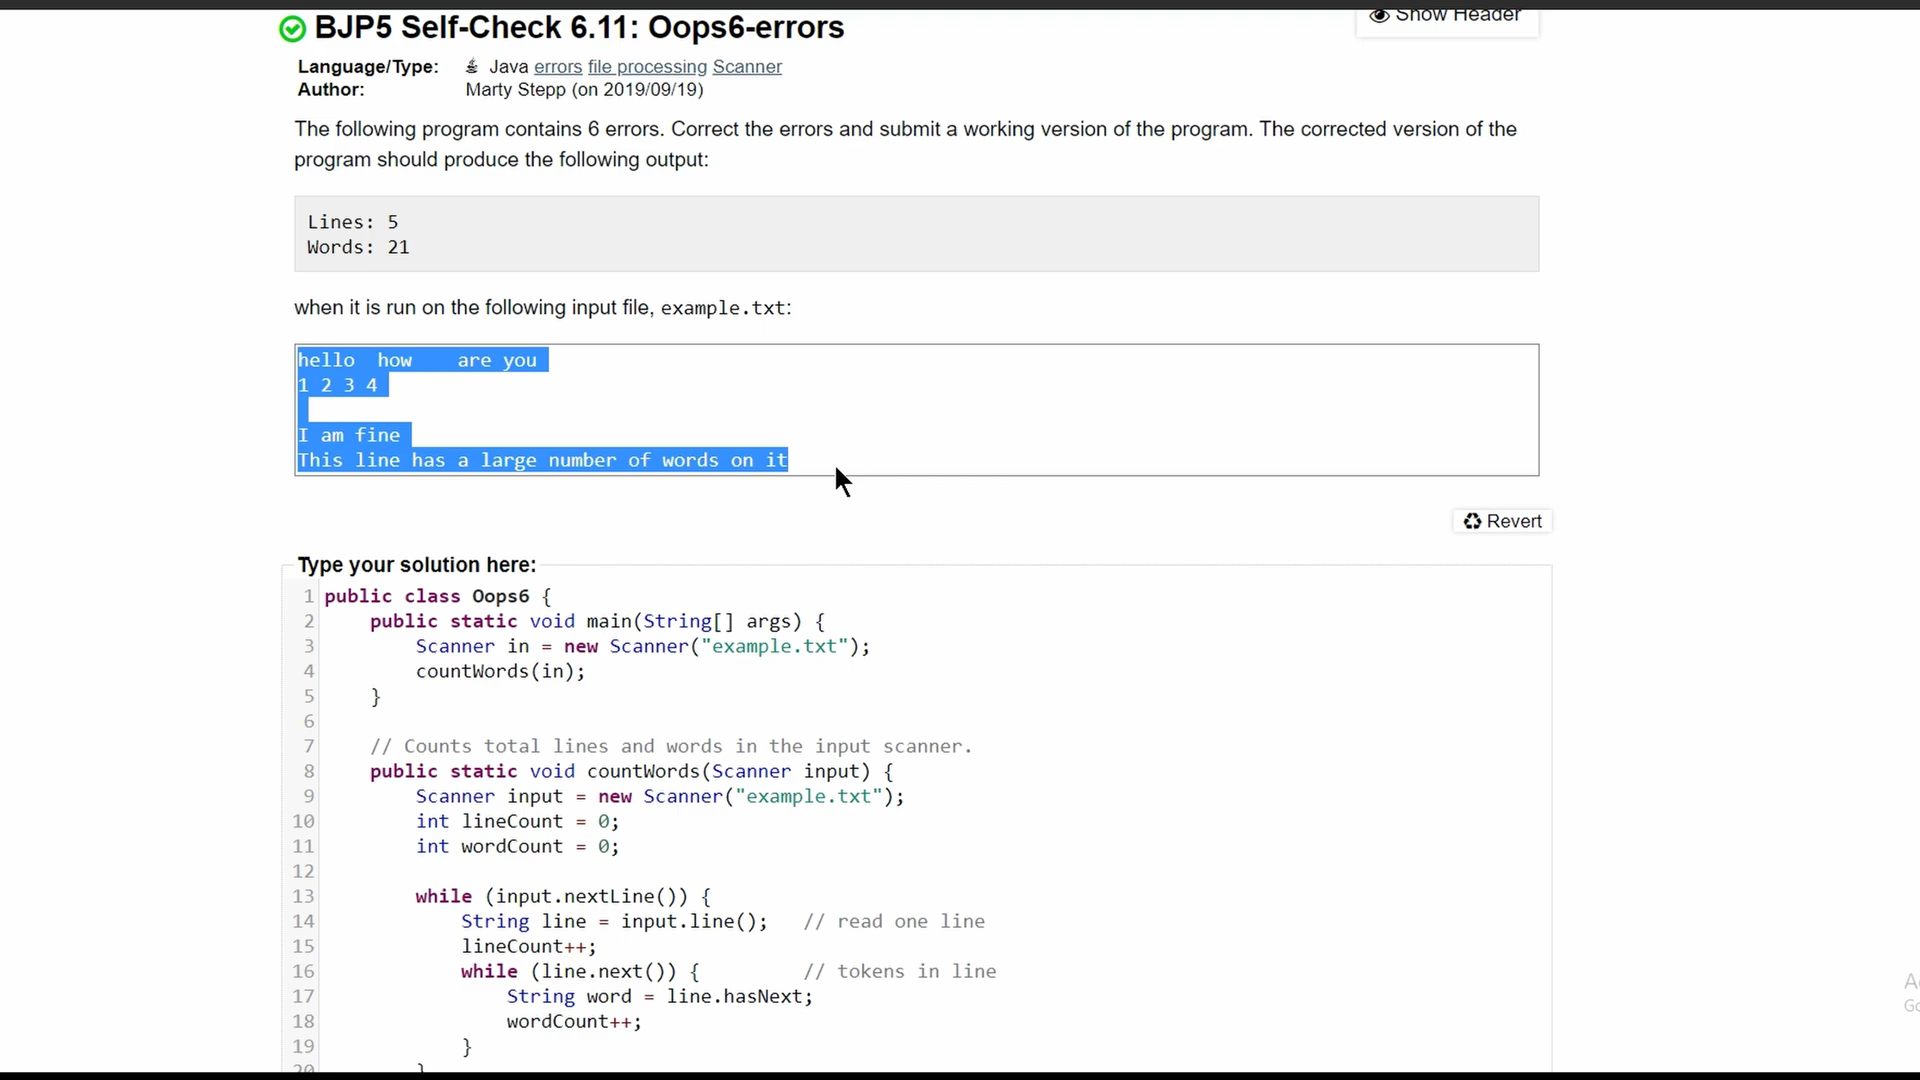 BJP5 Self-Check 6.11: Oops6-errors
Show Header
Language/Type: Java errors file processing Scanner
Author: Marty Stepp (on 2019/09/19)
The following program contains 6 errors. Correct the errors and submit a working version of the program. The corrected version of the
program should produce the following output:
Lines: 5
Words: 21
when it is run on the following input file, example.txt:
hello  how    are you
1 2 3 4
I am fine
This line has a large number of words on it
Revert
Type your solution here:
1 public class Oops6 {
2     public static void main(String[] args) {
3         Scanner in = new Scanner("example.txt");
4         countWords(in);
5     }
6
7     // Counts total lines and words in the input scanner.
8     public static void countWords(Scanner input) {
9         Scanner input = new Scanner("example.txt");
10         int lineCount = 0;
11         int wordCount = 0;
12
13         while (input.nextLine()) {
14             String line = input.line();   // read one line
15             lineCount++;
16             while (line.next()) {         // tokens in line
17                 String word = line.hasNext;
18                 wordCount++;
19             }
20         }